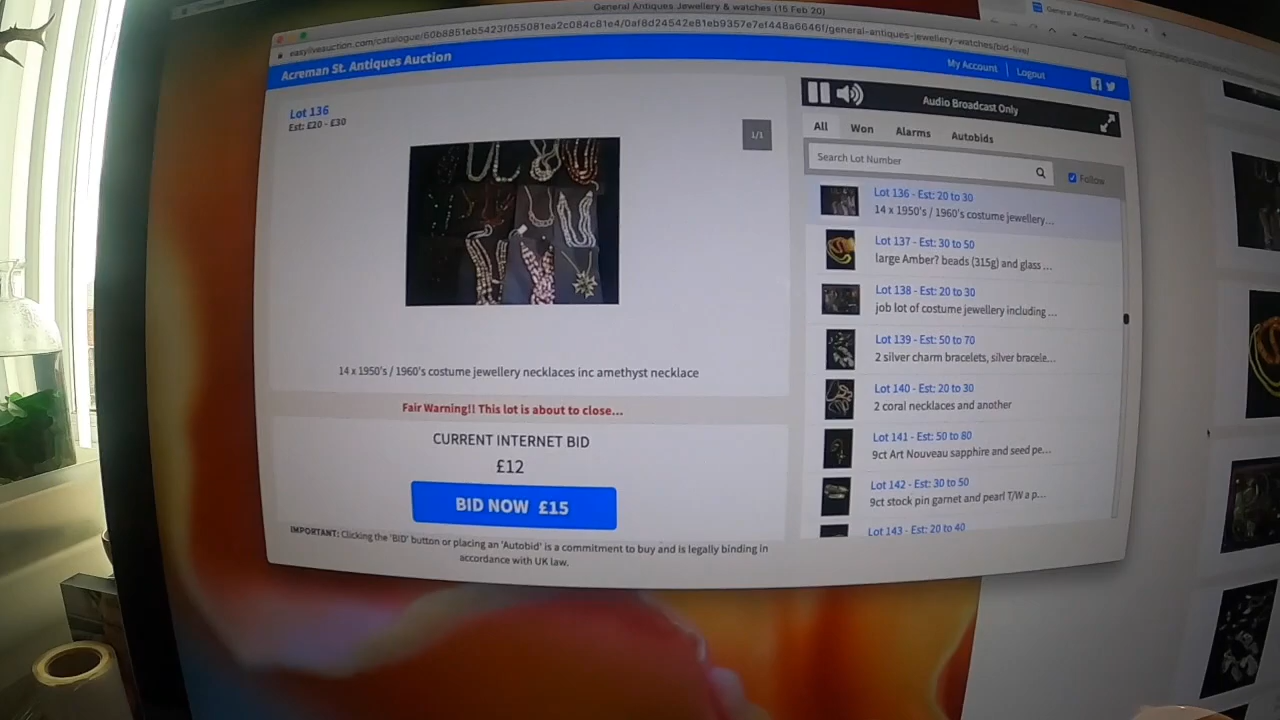 General Antiques Jewellery & watches (15 Feb 20)
easyliveauction.com/catalogue/60b8851eb5423f055081ea2c084c81e4/0af8d24542e81eb9357e7ef448a6646f/general-antiques-jewellery-watches/bid-live/
Acreman St. Antiques Auction
My Account
Logout
Lot 136
Est: £20 - £30
1/1
Audio Broadcast Only
All
Won
Alarms
Autobids
Search Lot Number
Follow
Lot 136 - Est: 20 to 30
14 x 1950's / 1960's costume jewellery...
Lot 137 - Est: 30 to 50
large Amber? beads (315g) and glass ...
Lot 138 - Est: 20 to 30
job lot of costume jewellery including ...
Lot 139 - Est: 50 to 70
2 silver charm bracelets, silver bracele...
Lot 140 - Est: 20 to 30
2 coral necklaces and another
Lot 141 - Est: 50 to 80
9ct Art Nouveau sapphire and seed pe...
Lot 142 - Est: 30 to 50
9ct stock pin garnet and pearl T/W a p...
Lot 143 - Est: 20 to 40
14 x 1950's / 1960's costume jewellery necklaces inc amethyst necklace
Fair Warning!! This lot is about to close...
CURRENT INTERNET BID
£12
BID NOW £15
IMPORTANT: Clicking the 'BID' button or placing an 'Autobid' is a commitment to buy and is legally binding in
accordance with UK law.
General Antiques Jewellery &